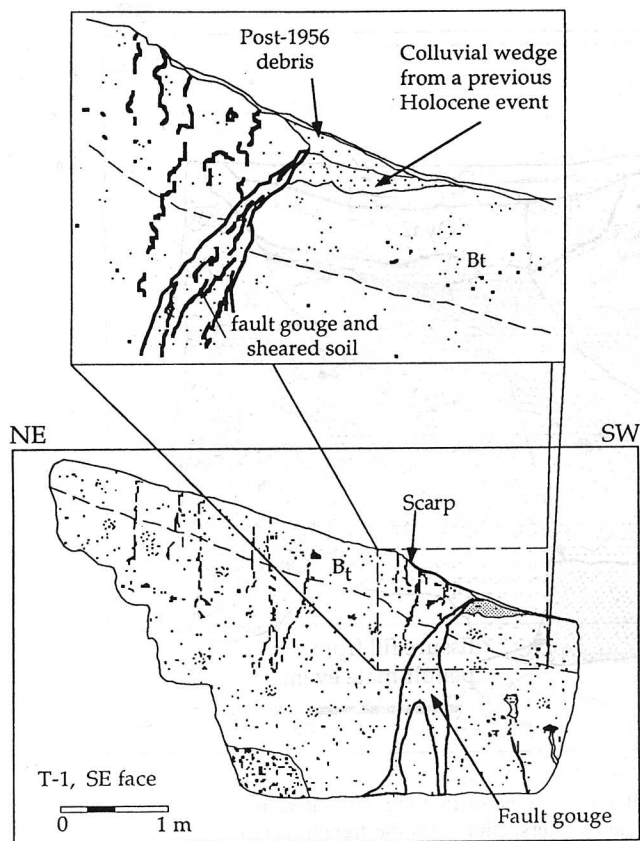 Post-1956
debris
Colluvial wedge
from a previous
Holocene event
Bt
fault gouge and
sheared soil
NE
SW
Scarp
Bt
T-1, SE face
0 1 m
Fault gouge